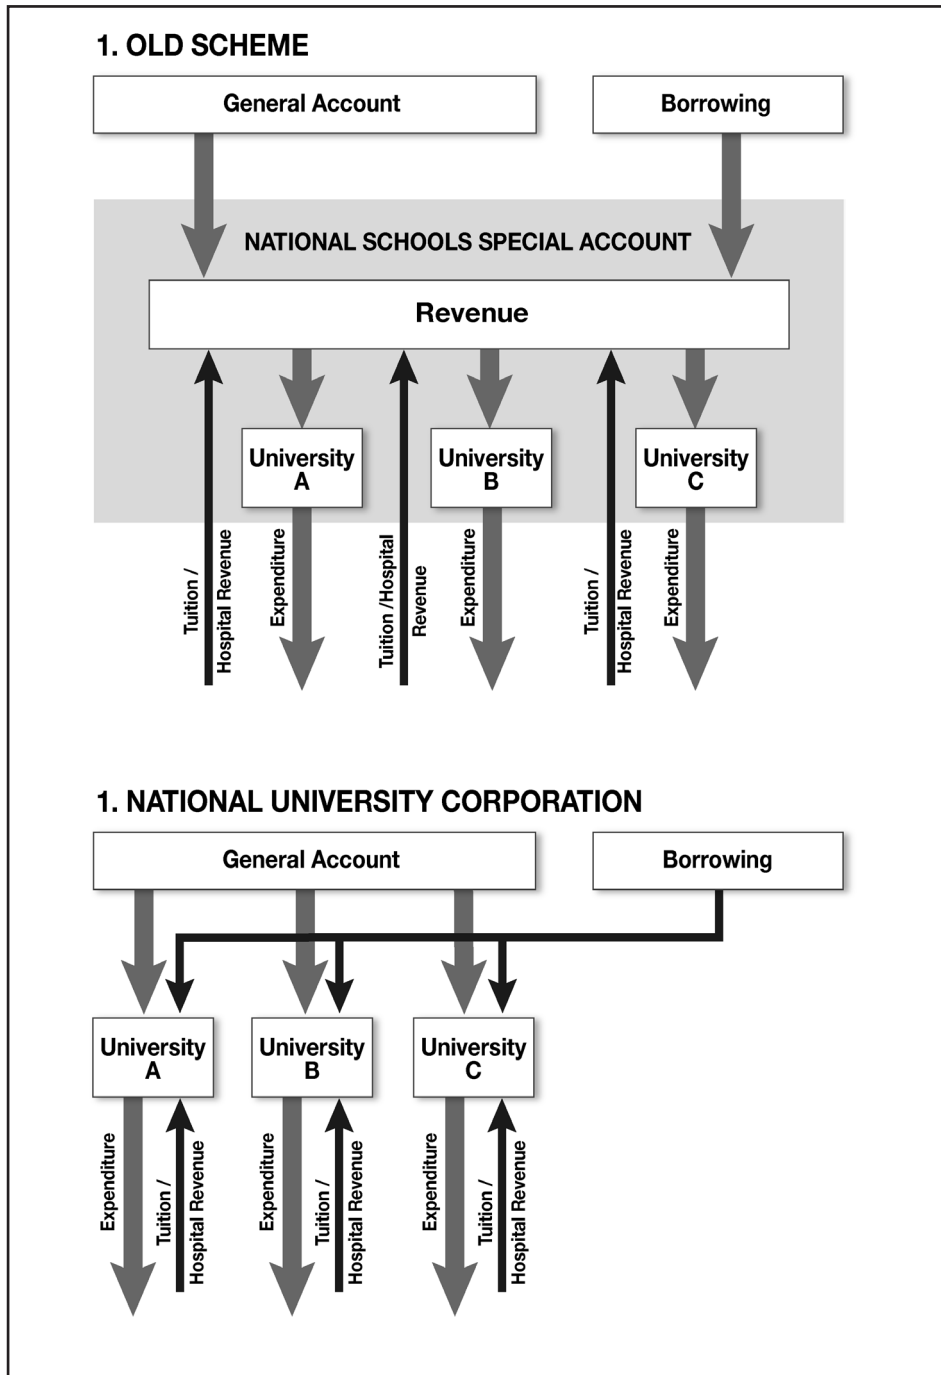 1. OLD SCHEME
General Account
Borrowing
NATIONAL SCHOOLS SPECIAL ACCOUNT
Revenue
University
A
University
B
University
C
Tuition /
Hospital Revenue
Expenditure
Tuition /Hospital
Revenue
Expenditure
Tuition /
Hospital Revenue
Expenditure
1. NATIONAL UNIVERSITY CORPORATION
General Account
Borrowing
University
A
University
B
University
C
Expenditure
Tuition /
Hospital Revenue
Expenditure
Tuition /
Hospital Revenue
Expenditure
Tuition /
Hospital Revenue